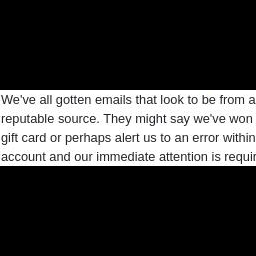 We've all gotten emails that look to be from a
reputable source. They might say we've won
gift card or perhaps alert us to an error within
account and our immediate attention is